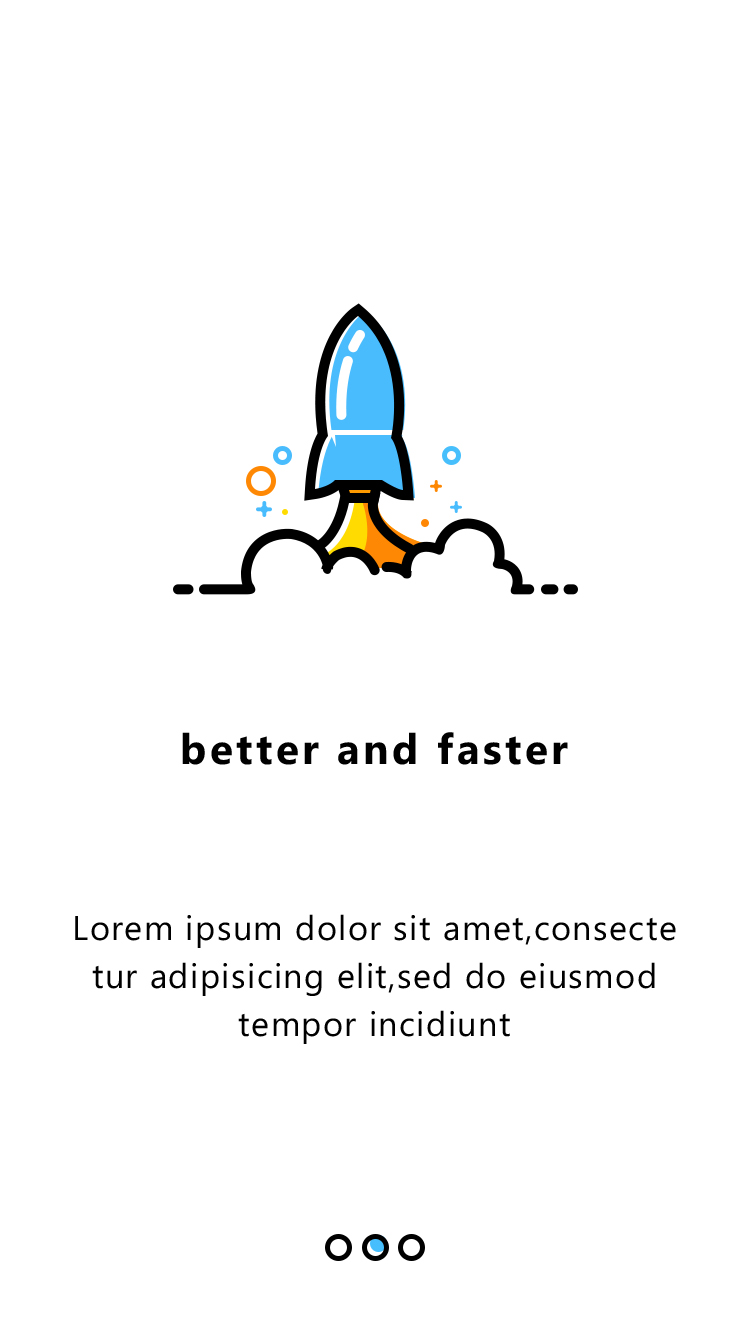 better and faster
Lorem ipsum dolor sit amet,consecte
tur adipisicing elit,sed do eiusmod
tempor incidiunt